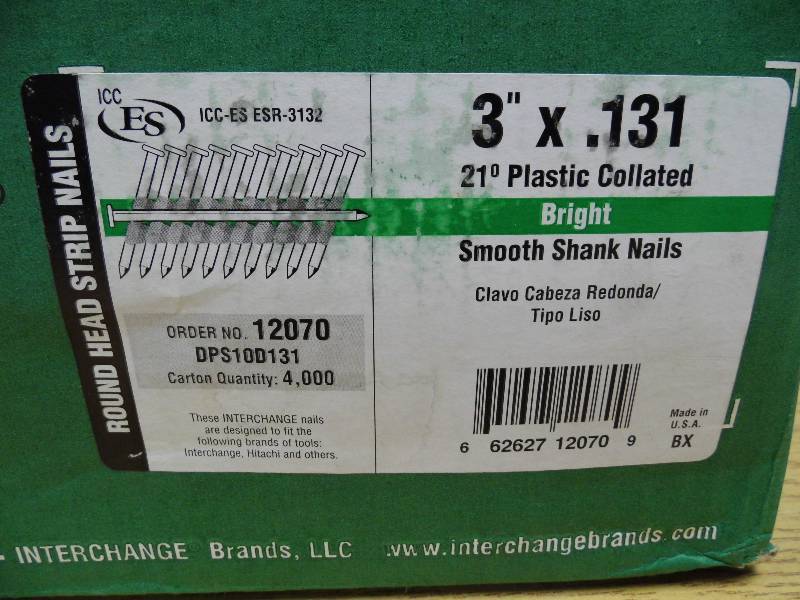 ROUND HEAD STRIP NAILS
ICC
ES
ICC-ES ESR-3132
ORDER NO. 12070
DPS10D131
Carton Quantity: 4,000
These INTERCHANGE nails
are designed to fit the
following brands of tools:
Interchange, Hitachi and others.
3" x .131
21⁰ Plastic Collated
Bright
Smooth Shank Nails
Clavo Cabeza Redonda/
Tipo Liso
6 62627 12070 9
Made in
U.S.A.
BX
INTERCHANGE Brands, LLC www.interchangebrands.com